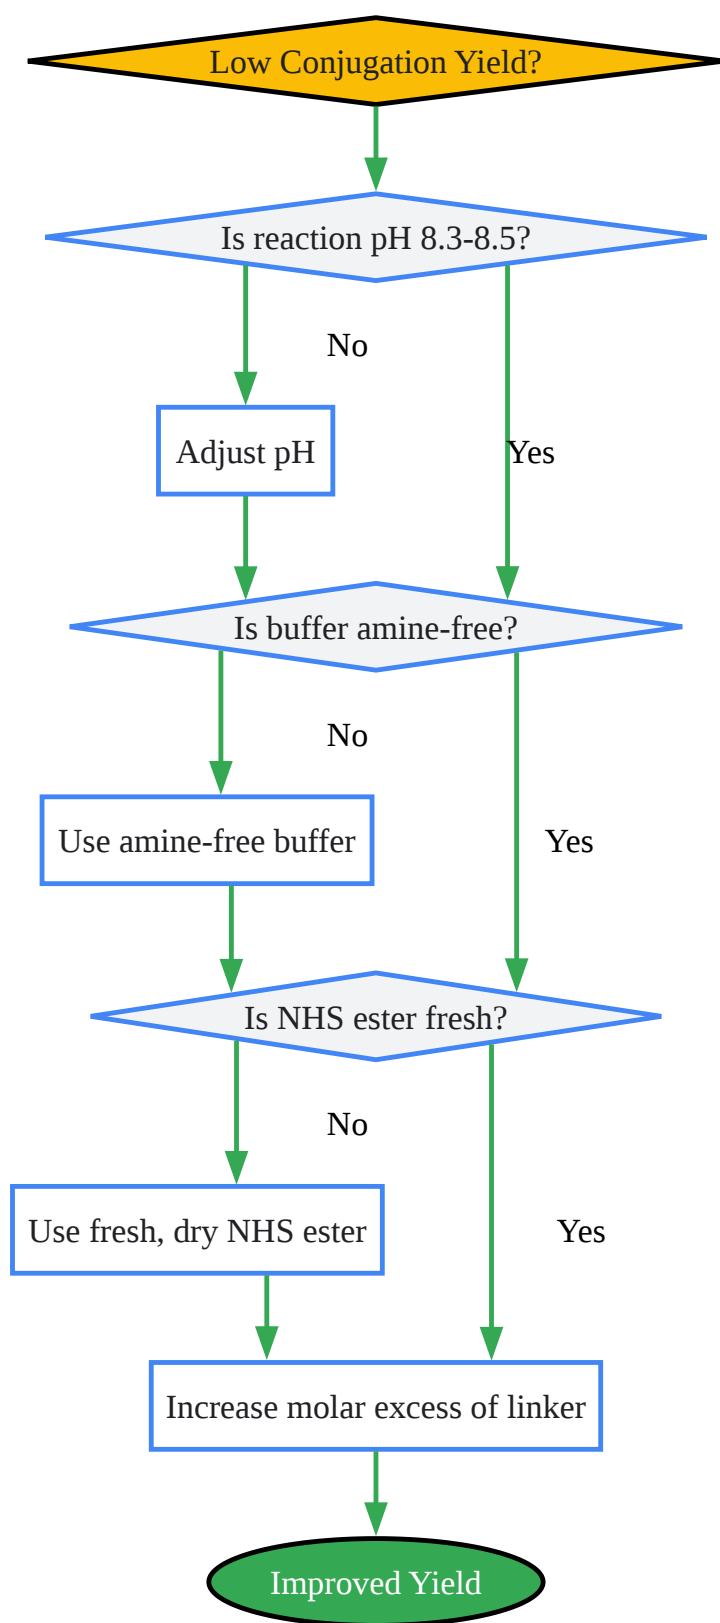 Low Conjugation Yield?
Is reaction pH 8.3-8.5?
No
Adjust pH
Yes
Is buffer amine-free?
No
Use amine-free buffer
Yes
Is NHS ester fresh?
No
Use fresh, dry NHS ester
Yes
Increase molar excess of linker
Improved Yield